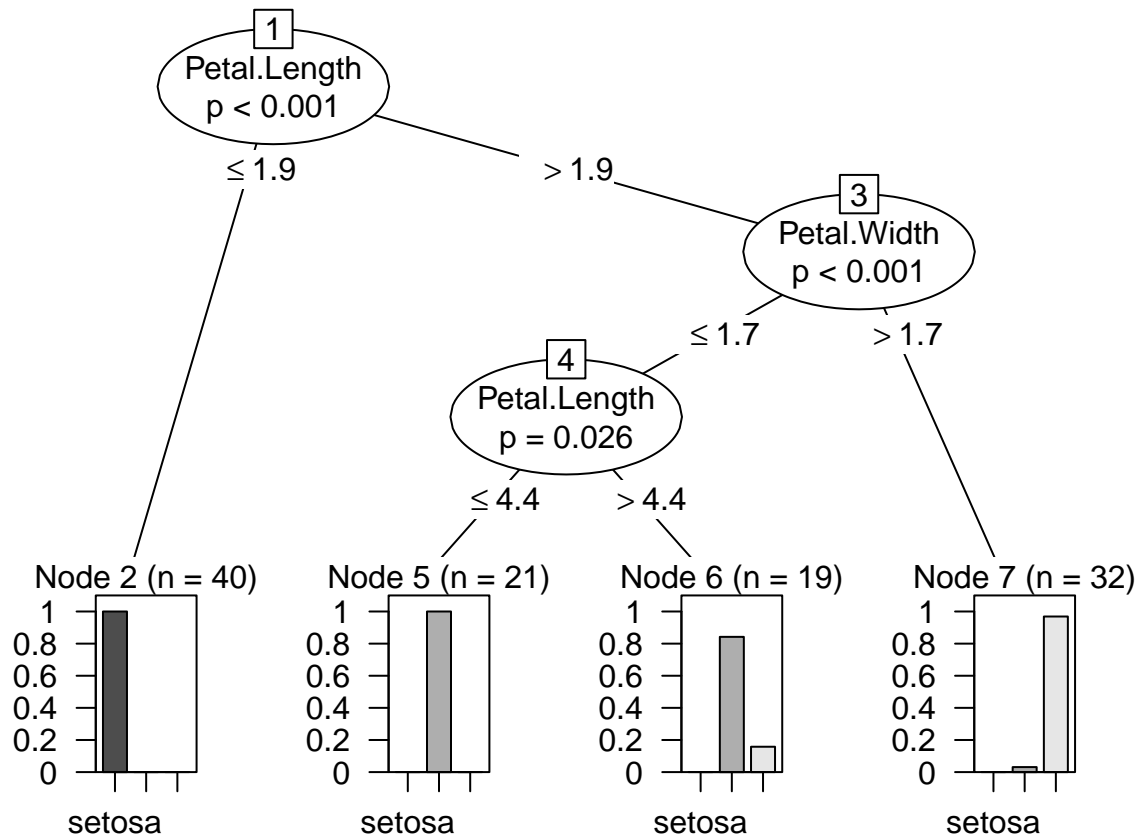 1
Petal.Length
p < 0.001
≤ 1.9
> 1.9
3
Petal.Width
p < 0.001
≤ 1.7
> 1.7
4
Petal.Length
p = 0.026
≤ 4.4
> 4.4
Node 2 (n = 40)
1
0.8
0.6
0.4
0.2
0
setosa
Node 5 (n = 21)
1
0.8
0.6
0.4
0.2
0
setosa
Node 6 (n = 19)
1
0.8
0.6
0.4
0.2
0
setosa
Node 7 (n = 32)
1
0.8
0.6
0.4
0.2
0
setosa